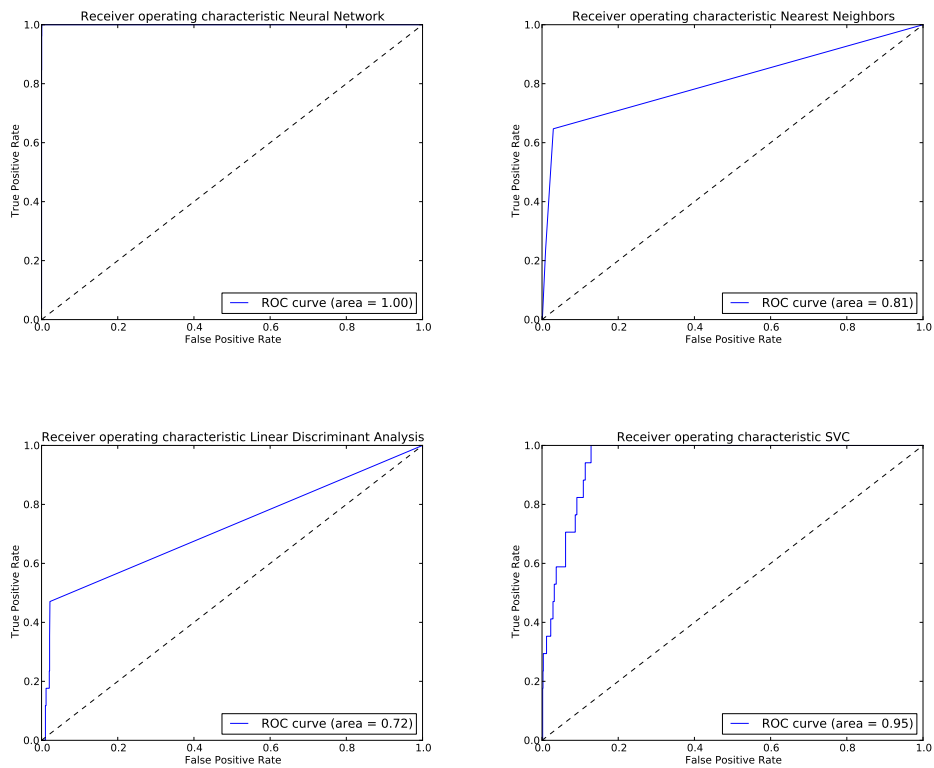 Receiver operating characteristic Neural Network
1.0
0.8
0.6
0.4
0.2
0.0
True Positive Rate
ROC curve (area = 1.00)
0.0 0.2 0.4 0.6 0.8 1.0
False Positive Rate
Receiver operating characteristic Nearest Neighbors
1.0
0.8
0.6
0.4
0.2
0.0
True Positive Rate
ROC curve (area = 0.81)
0.0 0.2 0.4 0.6 0.8 1.0
False Positive Rate
Receiver operating characteristic Linear Discriminant Analysis
1.0
0.8
0.6
0.4
0.2
0.0
True Positive Rate
ROC curve (area = 0.72)
0.0 0.2 0.4 0.6 0.8 1.0
False Positive Rate
Receiver operating characteristic SVC
1.0
0.8
0.6
0.4
0.2
0.0
True Positive Rate
ROC curve (area = 0.95)
0.0 0.2 0.4 0.6 0.8 1.0
False Positive Rate